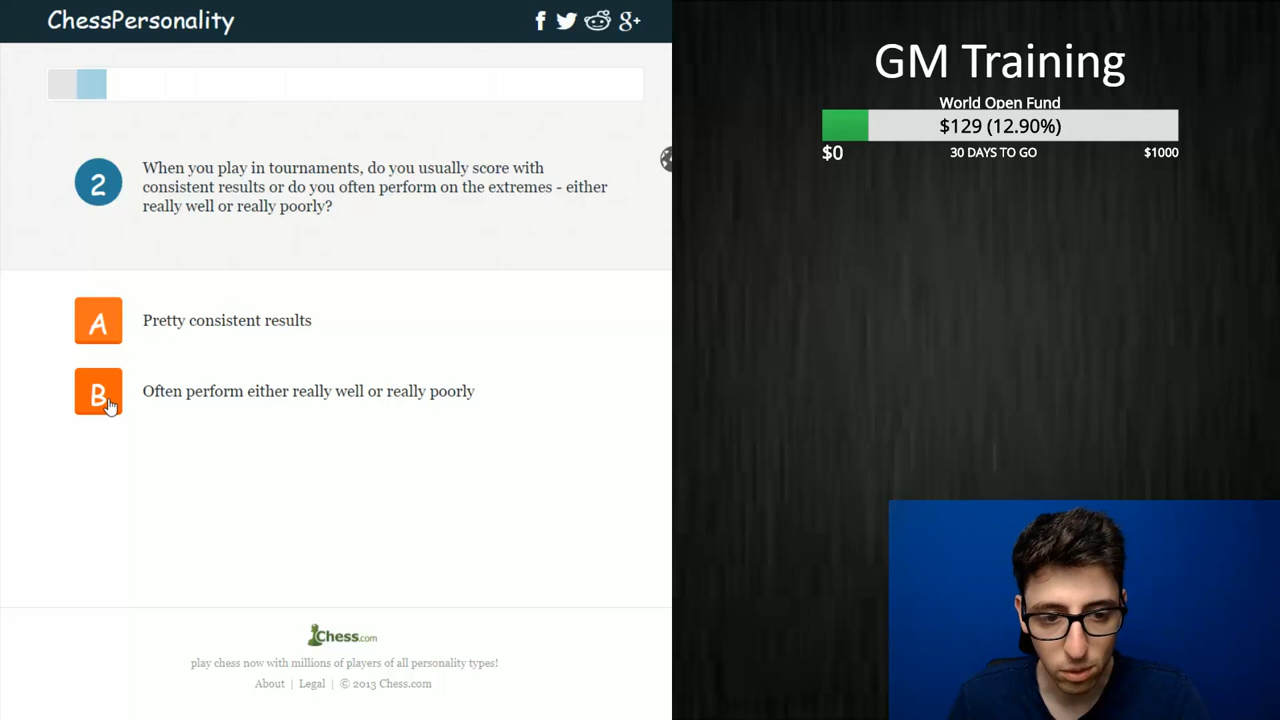 ChessPersonality
2
When you play in tournaments, do you usually score with
consistent results or do you often perform on the extremes - either
really well or really poorly?
A
Pretty consistent results
B
Often perform either really well or really poorly
Chess.com
play chess now with millions of players of all personality types!
About | Legal | © 2013 Chess.com
GM Training
World Open Fund
$129 (12.90%)
$0
30 DAYS TO GO
$1000